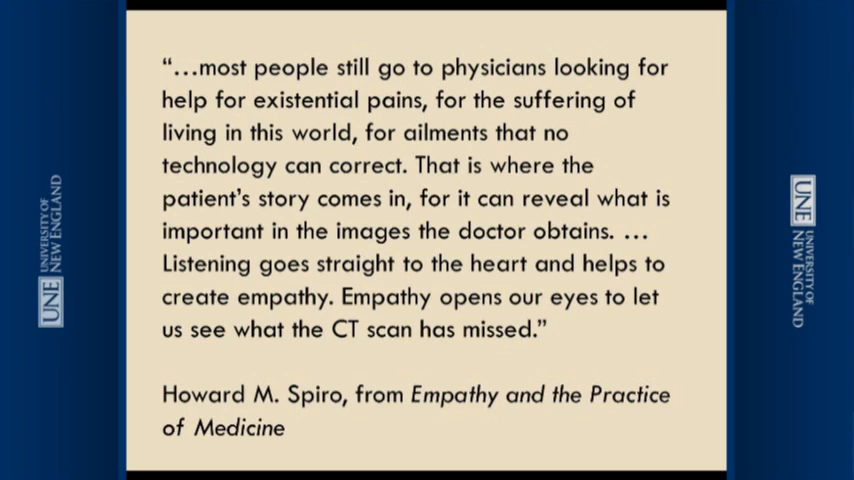 “…most people still go to physicians looking for
help for existential pains, for the suffering of
living in this world, for ailments that no
technology can correct. That is where the
patient’s story comes in, for it can reveal what is
important in the images the doctor obtains. …
Listening goes straight to the heart and helps to
create empathy. Empathy opens our eyes to let
us see what the CT scan has missed.”
Howard M. Spiro, from Empathy and the Practice
of Medicine
UNE
UNIVERSITY OF
NEW ENGLAND
UNE
UNIVERSITY OF
NEW ENGLAND